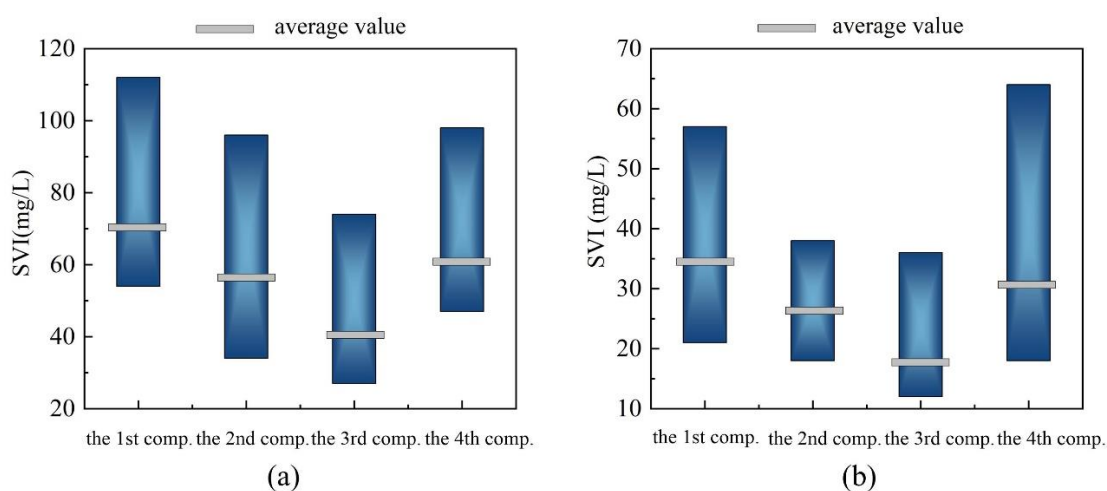 average value
120
100
80
60
40
20
SVI(mg/L)
the 1st comp. the 2nd comp. the 3rd comp. the 4th comp.
(a)
average value
70
60
50
40
30
20
10
SVI (mg/L)
the 1st comp. the 2nd comp. the 3rd comp. the 4th comp.
(b)